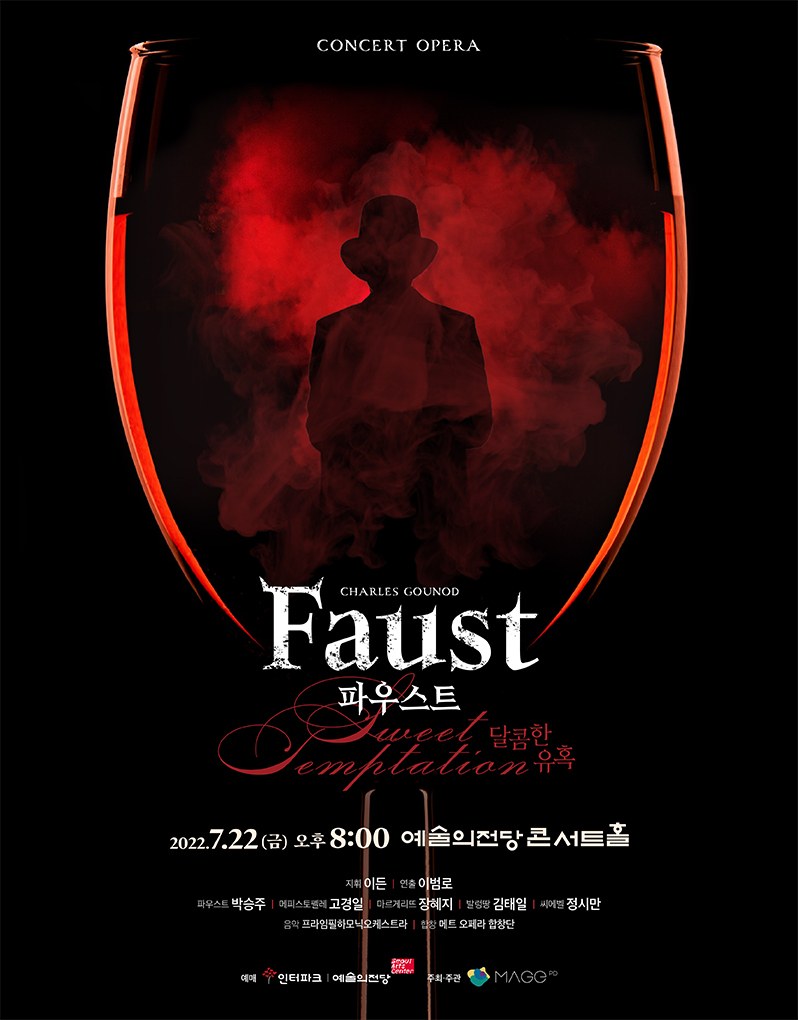 CONCERT OPERA
CHARLES GOUNOD
Faust
파우스트
Sweet
Temptation
달콤한
유혹
2022.7.22(금) 오후 8:00 예술의전당 콘서트홀
지휘 이든 | 연출 이범로
파우스트 박승주 | 메피스토펠레 고경일 | 마르게리뜨 장혜지 | 발렁땅 김태일 | 씨에벨 정시만
음악 프라임필하모닉오케스트라 | 합창 메트 오페라 합창단
예매 인터파크 | 예술의전당 Seoul Arts Center 주최·주관 MAGG PD